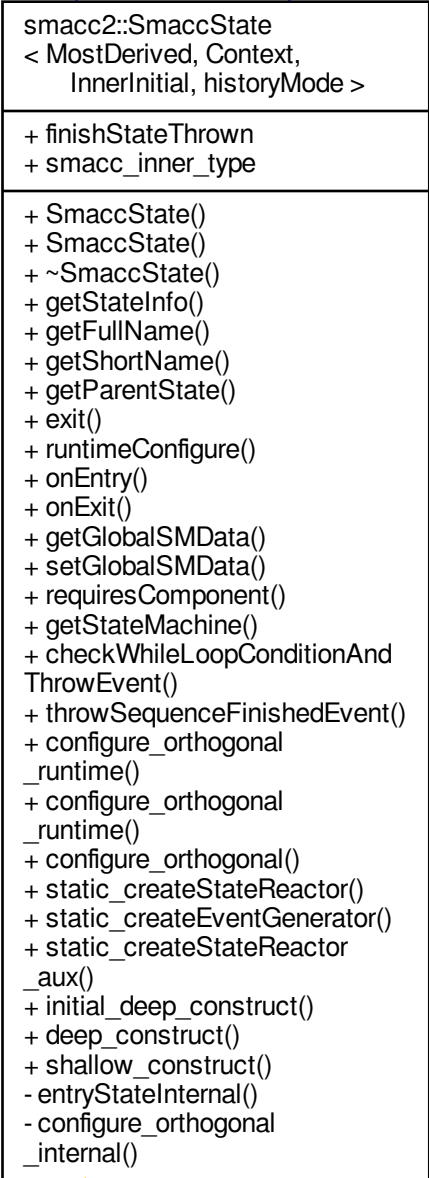 smacc2::SmaccState
< MostDerived, Context,
InnerInitial, historyMode >
+ finishStateThrown
+ smacc_inner_type
+ SmaccState()
+ SmaccState()
+ ~SmaccState()
+ getStateInfo()
+ getFullName()
+ getShortName()
+ getParentState()
+ exit()
+ runtimeConfigure()
+ onEntry()
+ onExit()
+ getGlobalSMData()
+ setGlobalSMData()
+ requiresComponent()
+ getStateMachine()
+ checkWhileLoopConditionAnd
ThrowEvent()
+ throwSequenceFinishedEvent()
+ configure_orthogonal
_runtime()
+ configure_orthogonal
_runtime()
+ configure_orthogonal()
+ static_createStateReactor()
+ static_createEventGenerator()
+ static_createStateReactor
_aux()
+ initial_deep_construct()
+ deep_construct()
+ shallow_construct()
- entryStateInternal()
- configure_orthogonal
_internal()